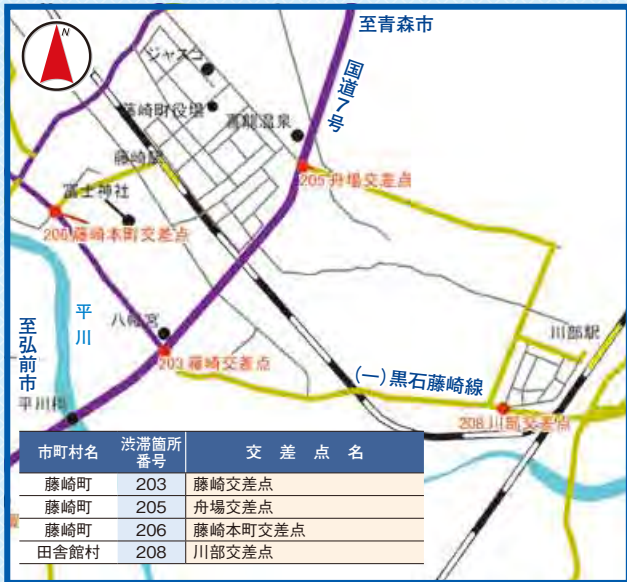 N
至青森市
国道7号
ジャスコ
藤崎町役場
藤崎駅
205 舟場交差点
富士神社
206 藤崎本町交差点
平川
至弘前市
八幡宮
川部駅
203 藤崎交差点
(一)黒石藤崎線
平川橋
208 川部交差点
市町村名 渋滞箇所番号 交差点名
藤崎町 203 藤崎交差点
藤崎町 205 舟場交差点
藤崎町 206 藤崎本町交差点
田舎館村 208 川部交差点